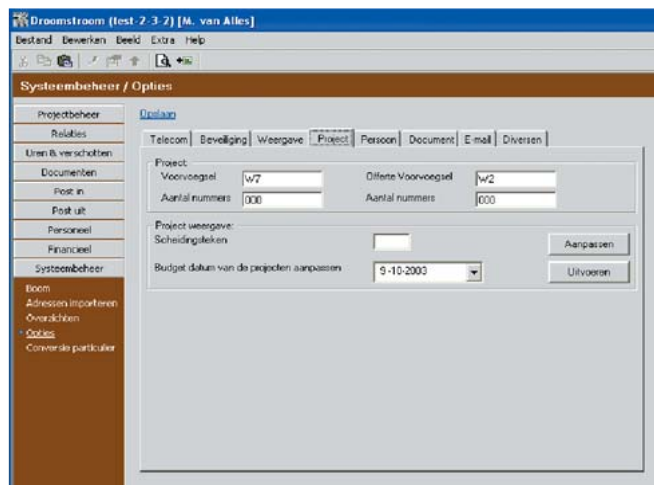 Droomstroom (test-2-3-2) [M. van Alles]
Bestand Bewerken Beeld Extra Help
Systeembeheer / Opties
Projectbeheer
Relaties
Uren & verschotten
Documenten
Post in
Post uit
Personeel
Financieel
Systeembeheer
Boom
Adressen importeren
Overzichten
Opties
Conversie particulier
Opslaan
Telecom Beveiliging Weergave Project Persoon Document E-mail Diversen
Project:
Voorvoegsel W7 Offerte Voorvoegsel W2
Aantal nummers 000 Aantal nummers 000
Project weergave:
Scheidingsteken Aanpassen
Budget datum van de projecten aanpassen 9-10-2003 Uitvoeren